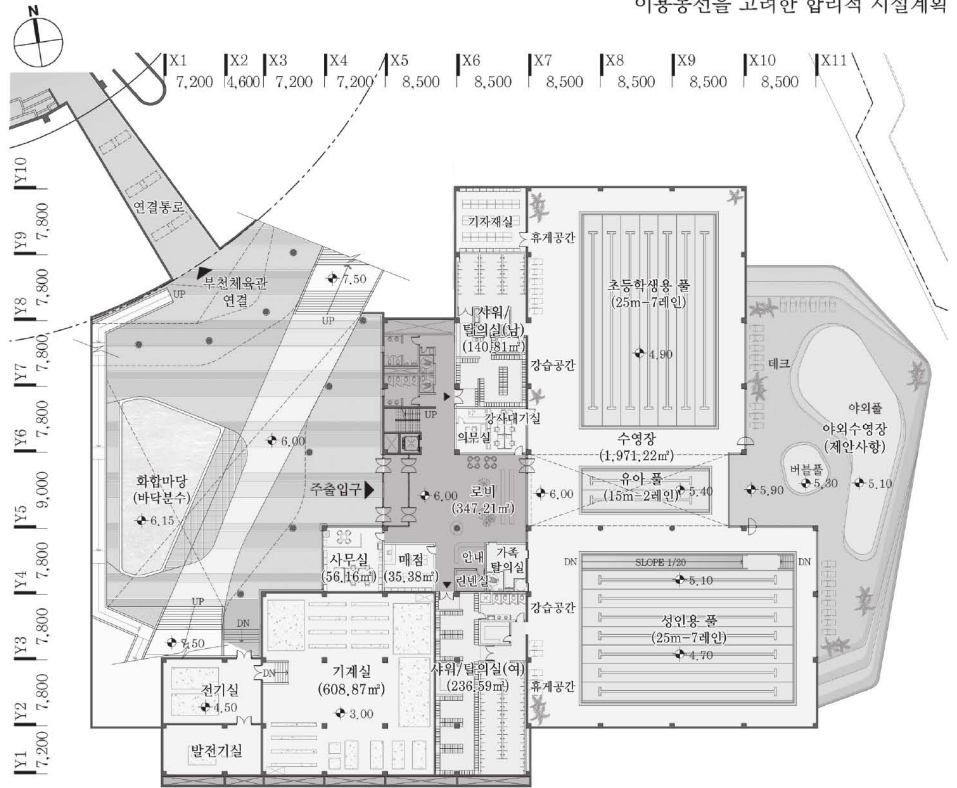 이용동선을 고려한 합리적 시설계획
N
X1 X2 X3 X4 X5 X6 X7 X8 X9 X10 X11
7,200 4,600 7,200 7,200 8,500 8,500 8,500 8,500 8,500 8,500
Y10
7,800
Y9
7,800
Y8
7,800
Y7
7,800
Y6
9,000
Y5
7,800
Y4
7,800
Y3
7,800
Y2
7,200
Y1
연결통로
부천체육관
연결
UP
7.50
UP
6.00
화합마당
(바닥분수)
6.15
주출입구
UP
7.50
DN
기자재실
샤워/
탈의실(남)
(140.81㎡)
UP
의무실
강사대기실
6.00
로비
(347.21㎡)
사무실
(56.16㎡)
매점
(35.38㎡)
안내
린넨실
가족
탈의실
기계실
(608.87㎡)
3.00
DN
전기실
4.50
발전기실
샤워/탈의실(여)
(236.59㎡)
휴게공간
강습공간
초등학생용 풀
(25m-7레인)
4.90
수영장
(1,971.22㎡)
유아 풀
(15m-2레인)
5.40
6.00
5.90
데크
야외풀
야외수영장
(제안사항)
버블풀
5.30
5.10
DN
SLOPE 1/20
DN
5.10
강습공간
성인용 풀
(25m-7레인)
4.70
휴게공간